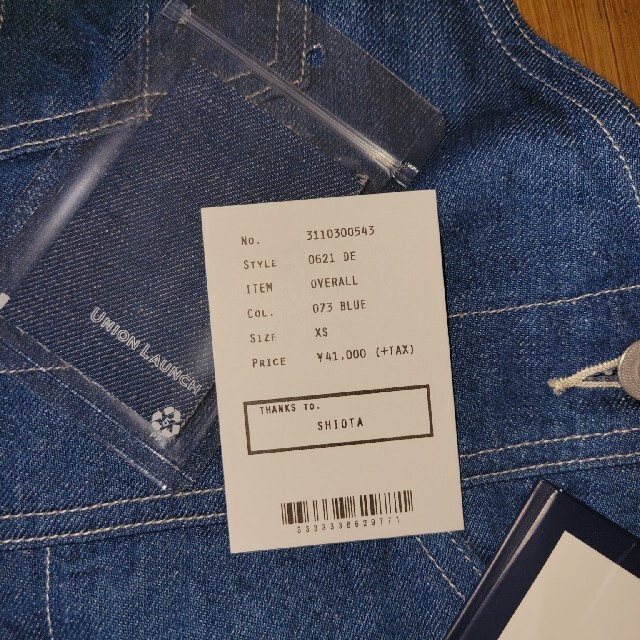 UNION LAUNCH
No. 3110300543
STYLE 0621 DE
ITEM OVERALL
COL. 073 BLUE
SIZE XS
PRICE ¥41,000 (+TAX)
THANKS TO.
SHIOTA
3333338629771